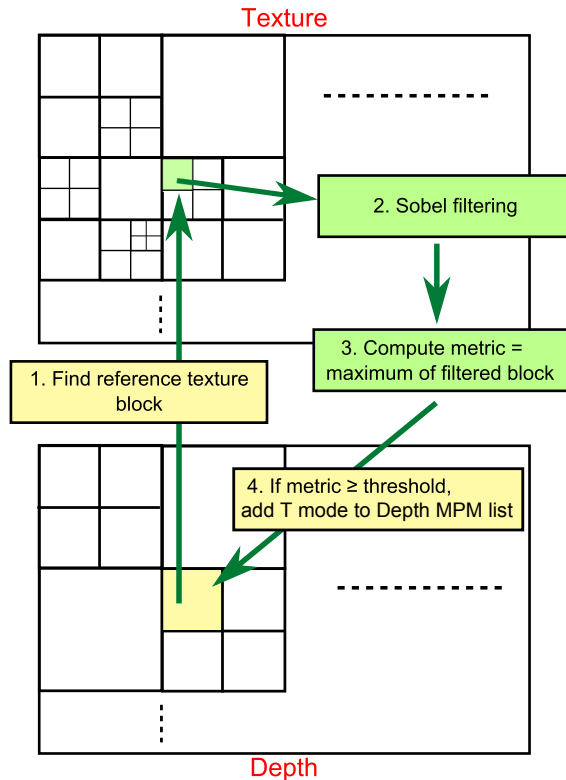 Texture
2. Sobel filtering
3. Compute metric =
maximum of filtered block
1. Find reference texture
block
4. If metric ≥ threshold,
add T mode to Depth MPM list
Depth